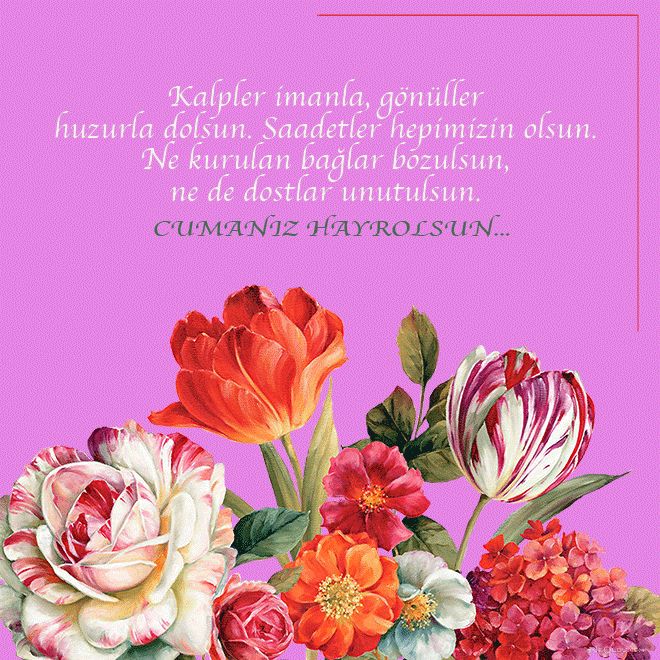 Kalpler imanla, gönüller
huzurla dolsun. Saadetler hepimizin olsun.
Ne kurulan bağlar bozulsun,
ne de dostlar unutulsun.
CUMANIZ HAYROLSUN...